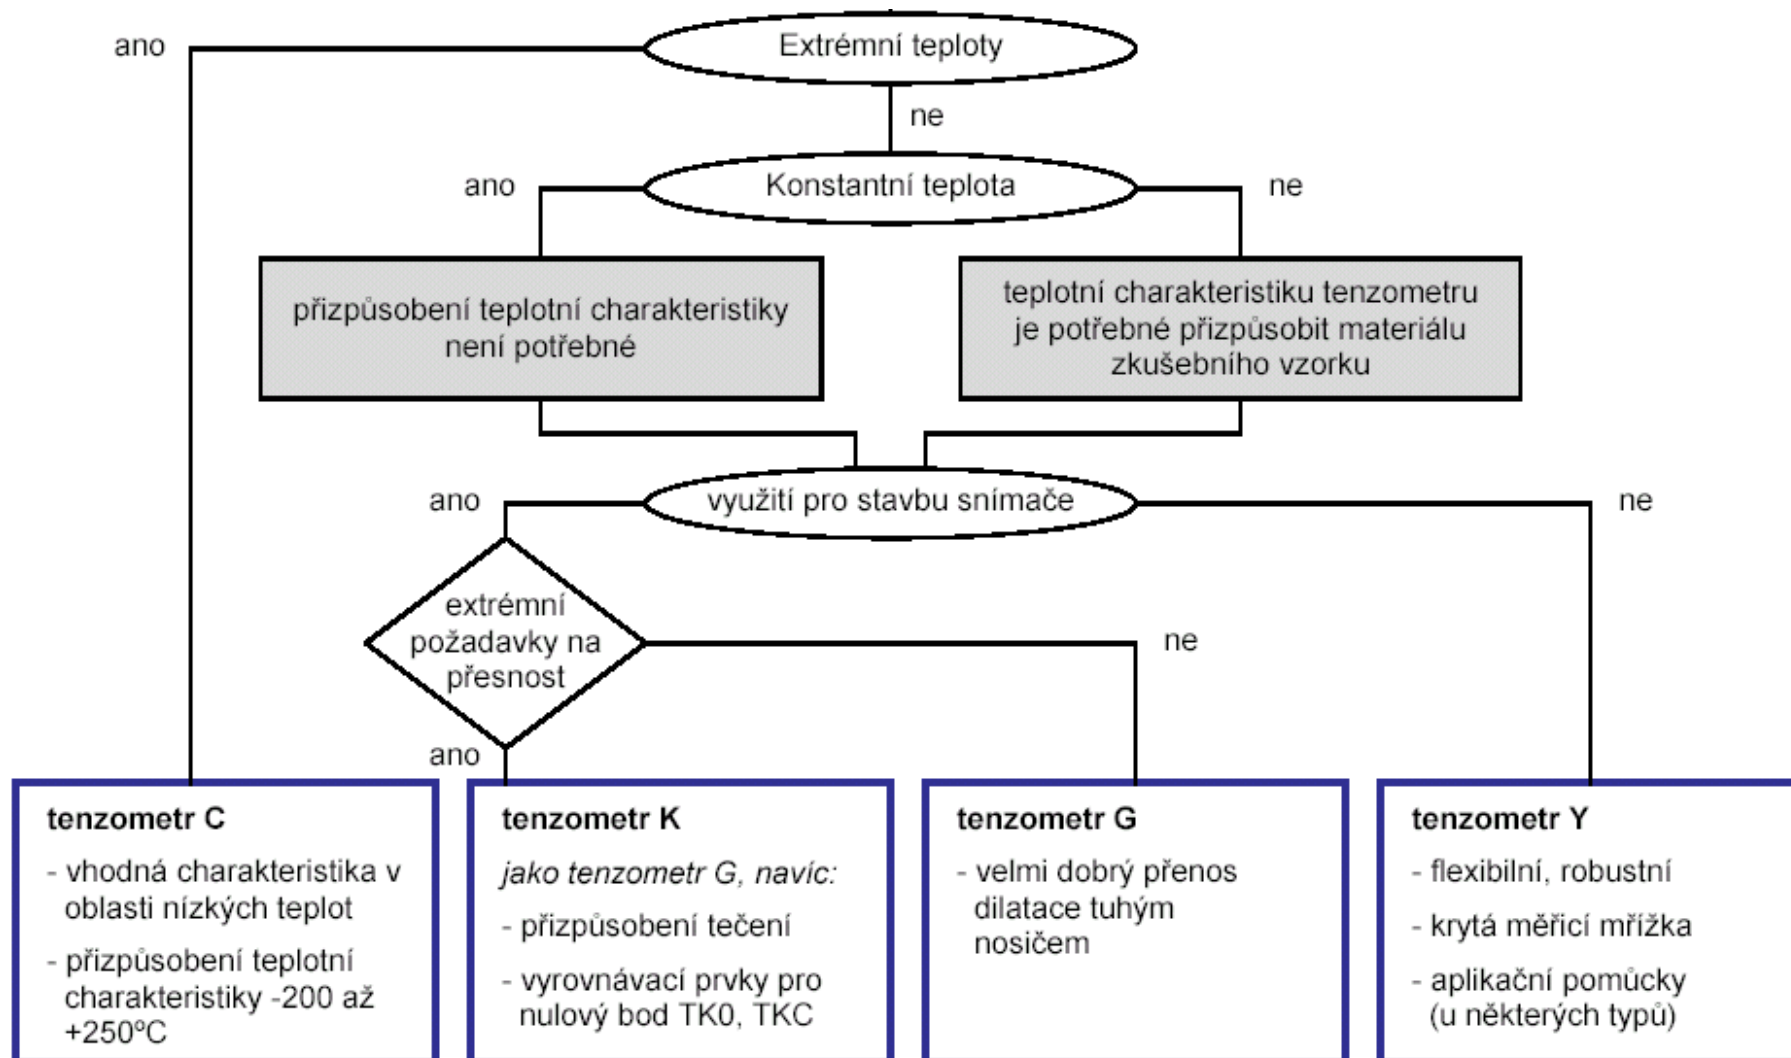 Extrémní teploty
ano
ne
Konstantní teplota
ano
ne
přizpůsobení teplotní charakteristiky
není potřebné
teplotní charakteristiku tenzometru
je potřebné přizpůsobit materiálu
zkušebního vzorku
využití pro stavbu snímače
ano
ne
extrémní
požadavky na
přesnost
ne
ano
tenzometr C
- vhodná charakteristika v
oblasti nízkých teplot
- přizpůsobení teplotní
charakteristiky -200 až
+250ºC
tenzometr K
jako tenzometr G, navíc:
- přizpůsobení tečení
- vyrovnávací prvky pro
nulový bod TK0, TKC
tenzometr G
- velmi dobrý přenos
dilatace tuhým
nosičem
tenzometr Y
- flexibilní, robustní
- krytá měřicí mřížka
- aplikační pomůcky
(u některých typů)